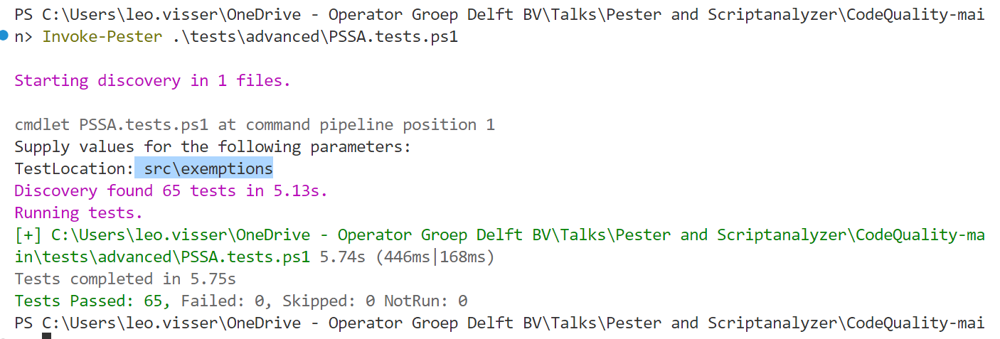 PS C:\Users\leo.visser\OneDrive - Operator Groep Delft BV\Talks\Pester and Scriptanalyzer\CodeQuality-mai
n> Invoke-Pester .\tests\advanced\PSSA.tests.ps1
Starting discovery in 1 files.
cmdlet PSSA.tests.ps1 at command pipeline position 1
Supply values for the following parameters:
TestLocation: src\exemptions
Discovery found 65 tests in 5.13s.
Running tests.
[+] C:\Users\leo.visser\OneDrive - Operator Groep Delft BV\Talks\Pester and Scriptanalyzer\CodeQuality-ma
in\tests\advanced\PSSA.tests.ps1 5.74s (446ms|168ms)
Tests completed in 5.75s
Tests Passed: 65, Failed: 0, Skipped: 0 NotRun: 0
PS C:\Users\leo.visser\OneDrive - Operator Groep Delft BV\Talks\Pester and Scriptanalyzer\CodeQuality-mai